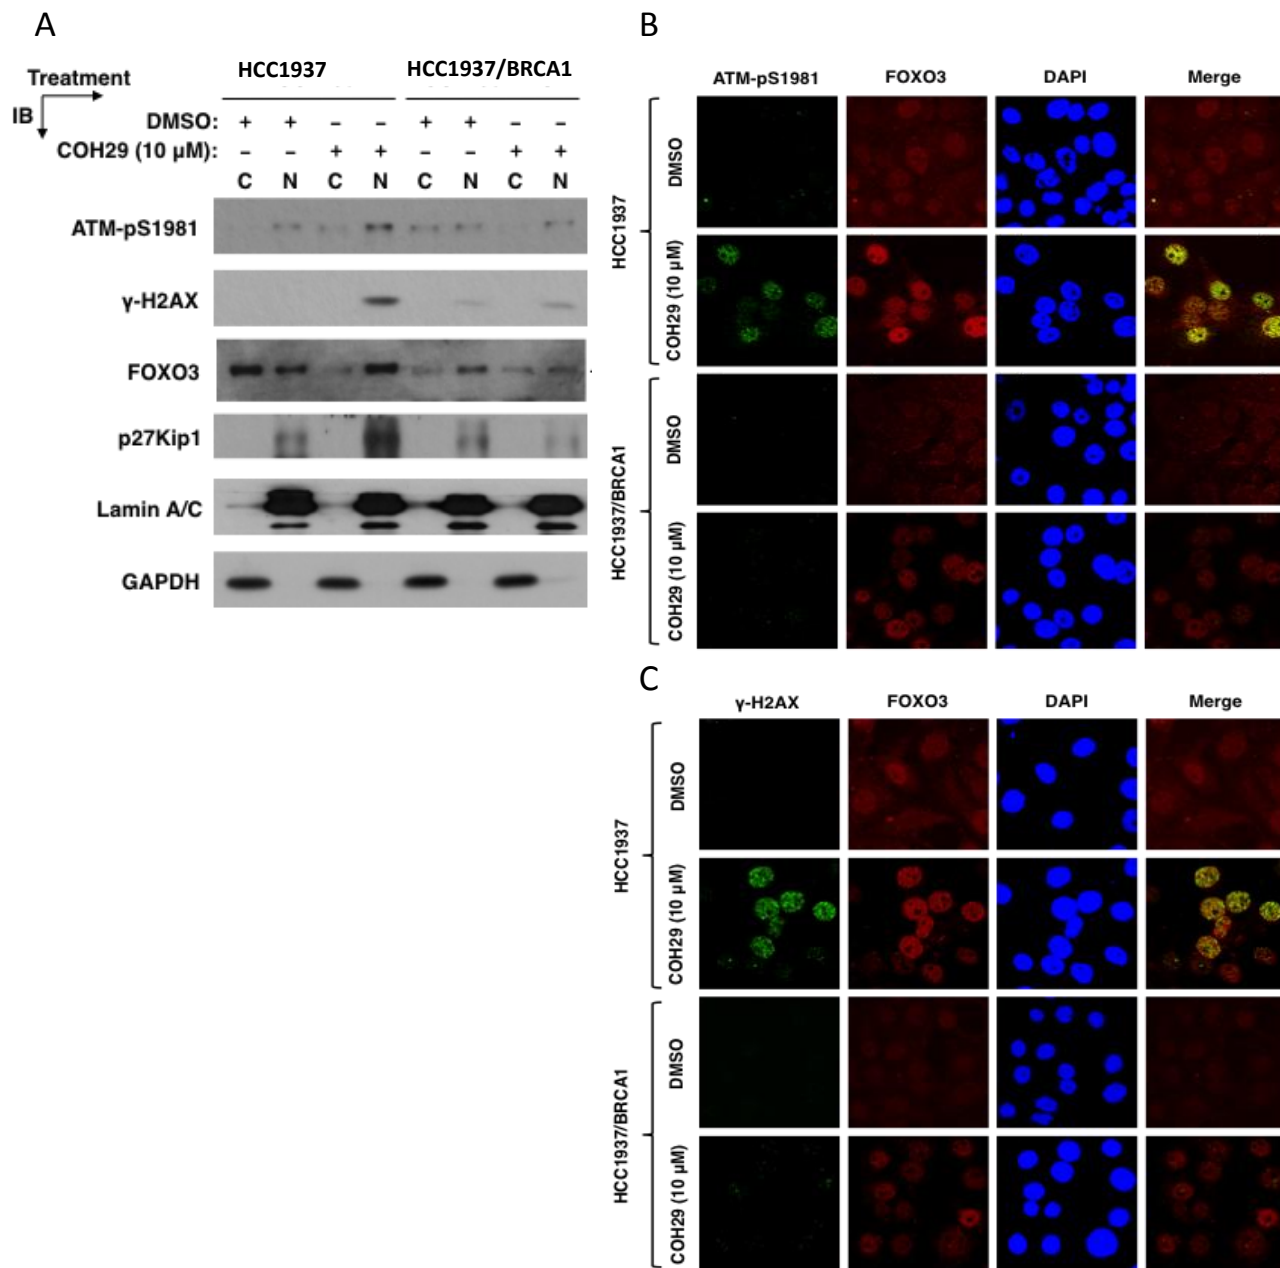 A
Treatment
IB
HCC1937 HCC1937/BRCA1
DMSO: + + – – + + – –
COH29 (10 µM): – – + + – – + +
C N C N C N C N
ATM-pS1981
γ-H2AX
FOXO3
p27Kip1
Lamin A/C
GAPDH
B
ATM-pS1981 FOXO3 DAPI Merge
HCC1937
DMSO
COH29 (10 µM)
HCC1937/BRCA1
DMSO
COH29 (10 µM)
C
γ-H2AX FOXO3 DAPI Merge
HCC1937
DMSO
COH29 (10 µM)
HCC1937/BRCA1
DMSO
COH29 (10 µM)